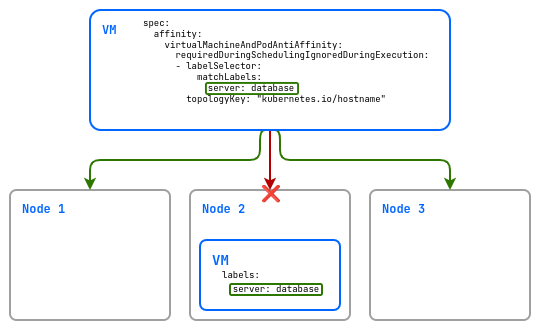 VM
spec:
affinity:
virtualMachineAndPodAntiAffinity:
requiredDuringSchedulingIgnoredDuringExecution:
- labelSelector:
matchLabels:
server: database
topologyKey: "kubernetes.io/hostname"
Node 1
Node 2
Node 3
VM
labels:
server: database